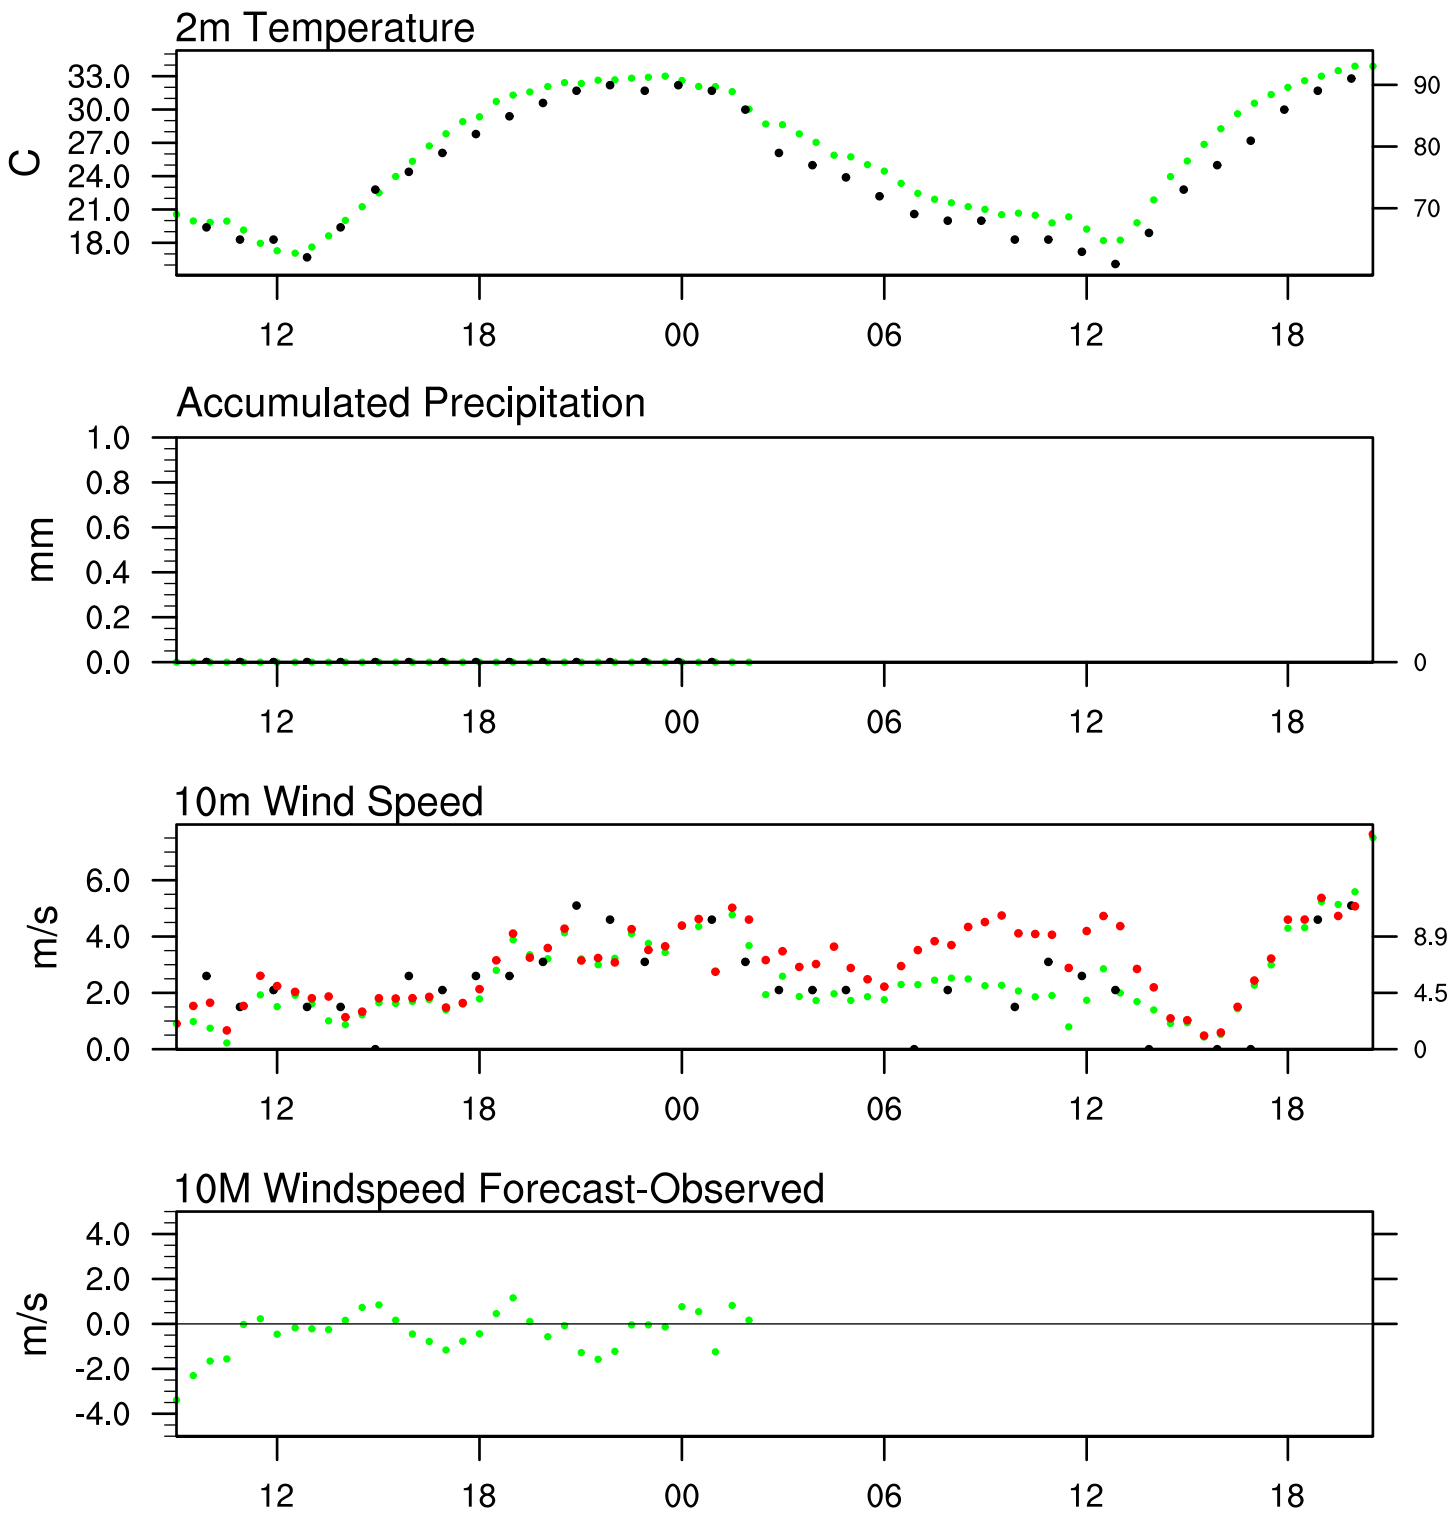 2m Temperature
33.0
30.0
27.0
24.0
21.0
18.0
C
90
80
70
12 18 00 06 12 18
Accumulated Precipitation
1.0
0.8
0.6
0.4
0.2
0.0
mm
0
12 18 00 06 12 18
10m Wind Speed
6.0
4.0
2.0
0.0
m/s
8.9
4.5
0
12 18 00 06 12 18
10M Windspeed Forecast-Observed
4.0
2.0
0.0
-2.0
-4.0
m/s
12 18 00 06 12 18